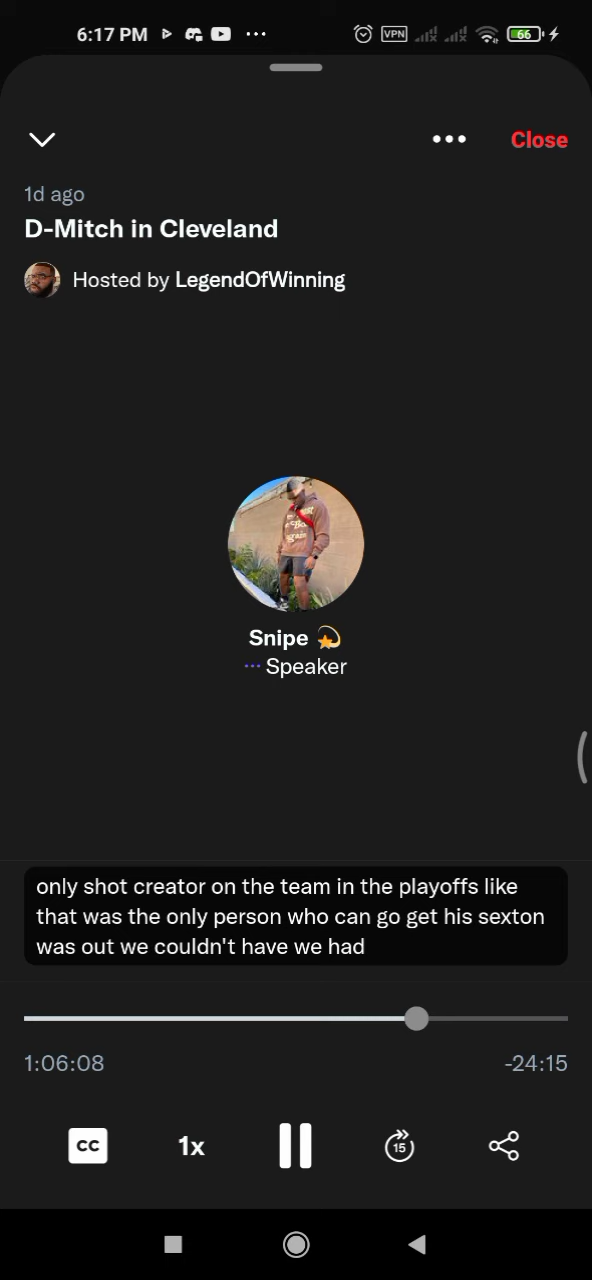 6:17 PM
VPN
66
Close
1d ago
D-Mitch in Cleveland
Hosted by LegendOfWinning
Snipe
Speaker
only shot creator on the team in the playoffs like
that was the only person who can go get his sexton
was out we couldn't have we had
1:06:08
-24:15
CC
1x
15